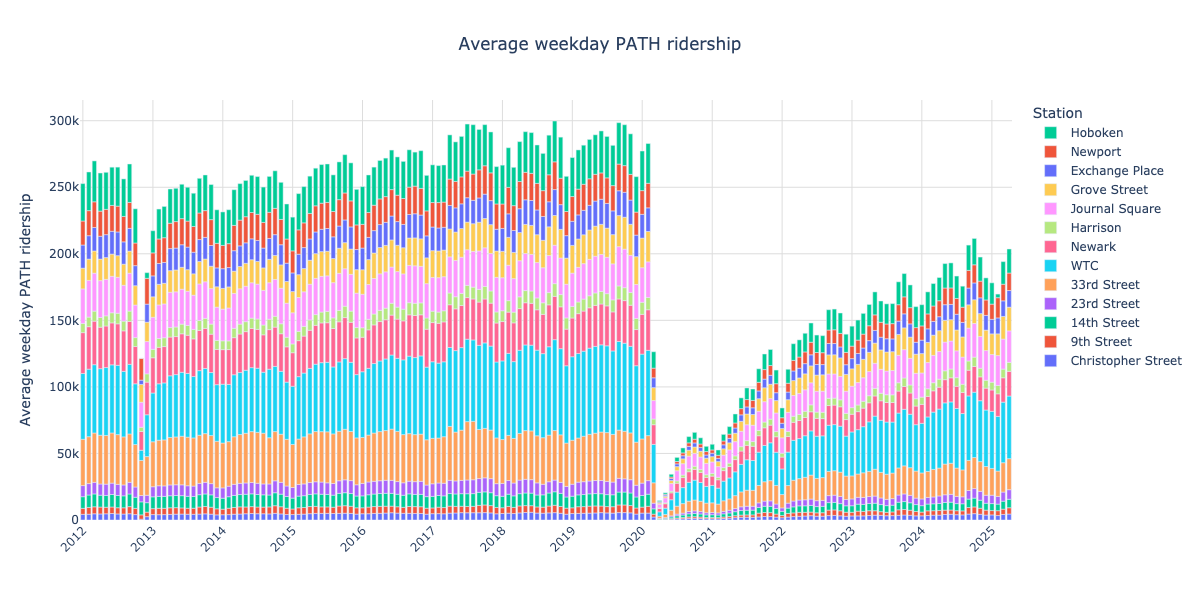 Average weekday PATH ridership
Average weekday PATH ridership
300k
250k
200k
150k
100k
50k
0
2012
2013
2014
2015
2016
2017
2018
2019
2020
2021
2022
2023
2024
2025
Station
Hoboken
Newport
Exchange Place
Grove Street
Journal Square
Harrison
Newark
WTC
33rd Street
23rd Street
14th Street
9th Street
Christopher Street